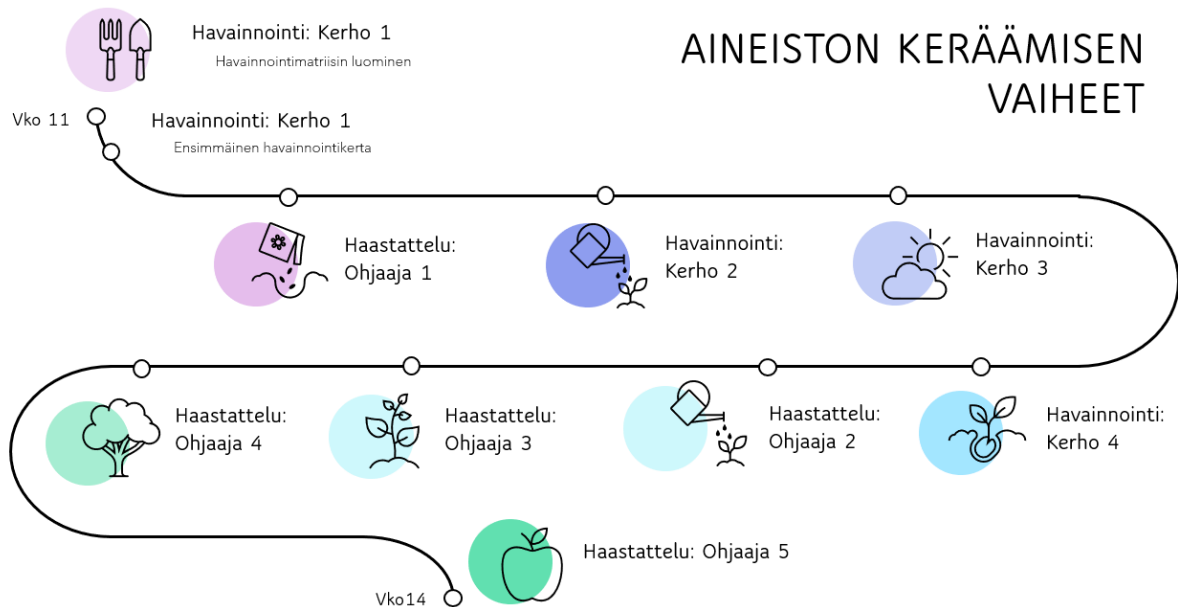 AINEISTON KERÄÄMISEN
VAIHEET
Havainnointi: Kerho 1
Havainnointimatriisin luominen
Vko 11
Havainnointi: Kerho 1
Ensimmäinen havainnointikerta
Haastattelu:
Ohjaaja 1
Havainnointi:
Kerho 2
Havainnointi:
Kerho 3
Havainnointi:
Kerho 4
Haastattelu:
Ohjaaja 2
Haastattelu:
Ohjaaja 3
Haastattelu:
Ohjaaja 4
Haastattelu: Ohjaaja 5
Vko14